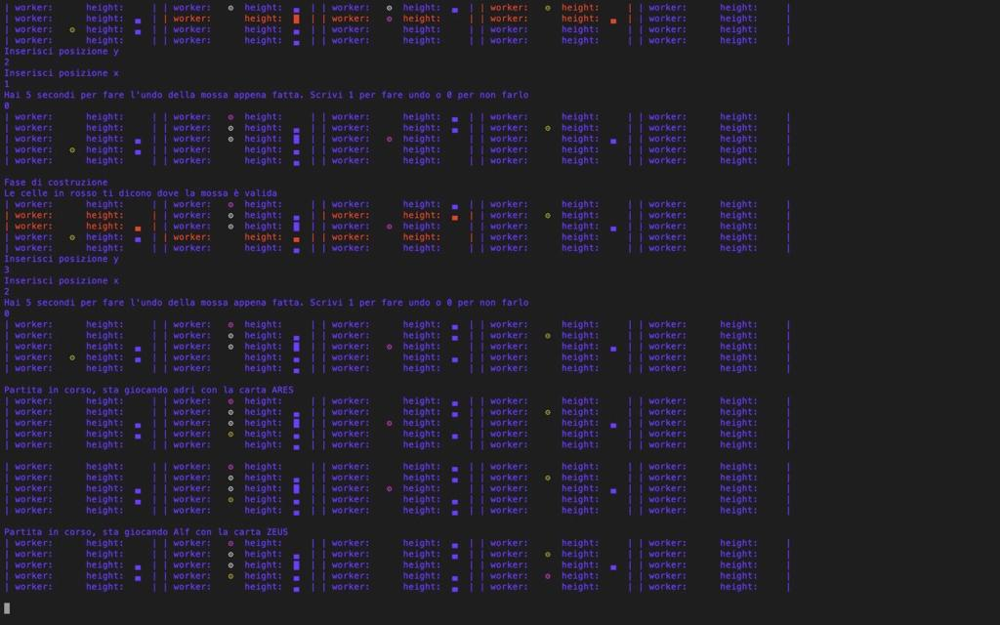 | worker: height: | | worker: ⚙ height: | | worker: ⚙ height: | | worker: ⚙ height: | | worker: height: |
| worker: height: | | worker: height: | | worker: ⚙ height: | | worker: height: | | worker: height: |
| worker: ⚙ height: | | worker: height: | | worker: height: | | worker: height: | | worker: height: |
| worker: height: | | worker: height: | | worker: height: | | worker: height: | | worker: height: |
Inserisci posizione y
2
Inserisci posizione x
1
Hai 5 secondi per fare l'undo della mossa appena fatta. Scrivi 1 per fare undo o 0 per non farlo
0
| worker: height: | | worker: ⚙ height: | | worker: height: | | worker: height: | | worker: height: |
| worker: height: | | worker: ⚙ height: | | worker: height: | | worker: ⚙ height: | | worker: height: |
| worker: height: | | worker: ⚙ height: | | worker: ⚙ height: | | worker: height: | | worker: height: |
| worker: ⚙ height: | | worker: height: | | worker: height: | | worker: height: | | worker: height: |
| worker: height: | | worker: height: | | worker: height: | | worker: height: | | worker: height: |
Fase di costruzione
Le celle in rosso ti dicono dove la mossa è valida
| worker: height: | | worker: ⚙ height: | | worker: height: | | worker: height: | | worker: height: |
| worker: height: | | worker: ⚙ height: | | worker: height: | | worker: ⚙ height: | | worker: height: |
| worker: height: | | worker: ⚙ height: | | worker: ⚙ height: | | worker: height: | | worker: height: |
| worker: ⚙ height: | | worker: height: | | worker: height: | | worker: height: | | worker: height: |
| worker: height: | | worker: height: | | worker: height: | | worker: height: | | worker: height: |
Inserisci posizione y
3
Inserisci posizione x
2
Hai 5 secondi per fare l'undo della mossa appena fatta. Scrivi 1 per fare undo o 0 per non farlo
0
| worker: height: | | worker: ⚙ height: | | worker: height: | | worker: height: | | worker: height: |
| worker: height: | | worker: ⚙ height: | | worker: height: | | worker: ⚙ height: | | worker: height: |
| worker: height: | | worker: ⚙ height: | | worker: ⚙ height: | | worker: height: | | worker: height: |
| worker: ⚙ height: | | worker: height: | | worker: height: | | worker: height: | | worker: height: |
| worker: height: | | worker: height: | | worker: height: | | worker: height: | | worker: height: |
Partita in corso, sta giocando adri con la carta ARES
| worker: height: | | worker: ⚙ height: | | worker: height: | | worker: height: | | worker: height: |
| worker: height: | | worker: ⚙ height: | | worker: height: | | worker: ⚙ height: | | worker: height: |
| worker: height: | | worker: ⚙ height: | | worker: ⚙ height: | | worker: height: | | worker: height: |
| worker: height: | | worker: ⚙ height: | | worker: height: | | worker: height: | | worker: height: |
| worker: height: | | worker: height: | | worker: height: | | worker: height: | | worker: height: |
| worker: height: | | worker: ⚙ height: | | worker: height: | | worker: height: | | worker: height: |
| worker: height: | | worker: ⚙ height: | | worker: height: | | worker: ⚙ height: | | worker: height: |
| worker: height: | | worker: ⚙ height: | | worker: ⚙ height: | | worker: height: | | worker: height: |
| worker: height: | | worker: ⚙ height: | | worker: height: | | worker: height: | | worker: height: |
| worker: height: | | worker: height: | | worker: height: | | worker: height: | | worker: height: |
Partita in corso, sta giocando Alf con la carta ZEUS
| worker: height: | | worker: ⚙ height: | | worker: height: | | worker: height: | | worker: height: |
| worker: height: | | worker: ⚙ height: | | worker: height: | | worker: ⚙ height: | | worker: height: |
| worker: height: | | worker: ⚙ height: | | worker: height: | | worker: height: | | worker: height: |
| worker: height: | | worker: ⚙ height: | | worker: height: | | worker: ⚙ height: | | worker: height: |
| worker: height: | | worker: height: | | worker: height: | | worker: height: | | worker: height: |